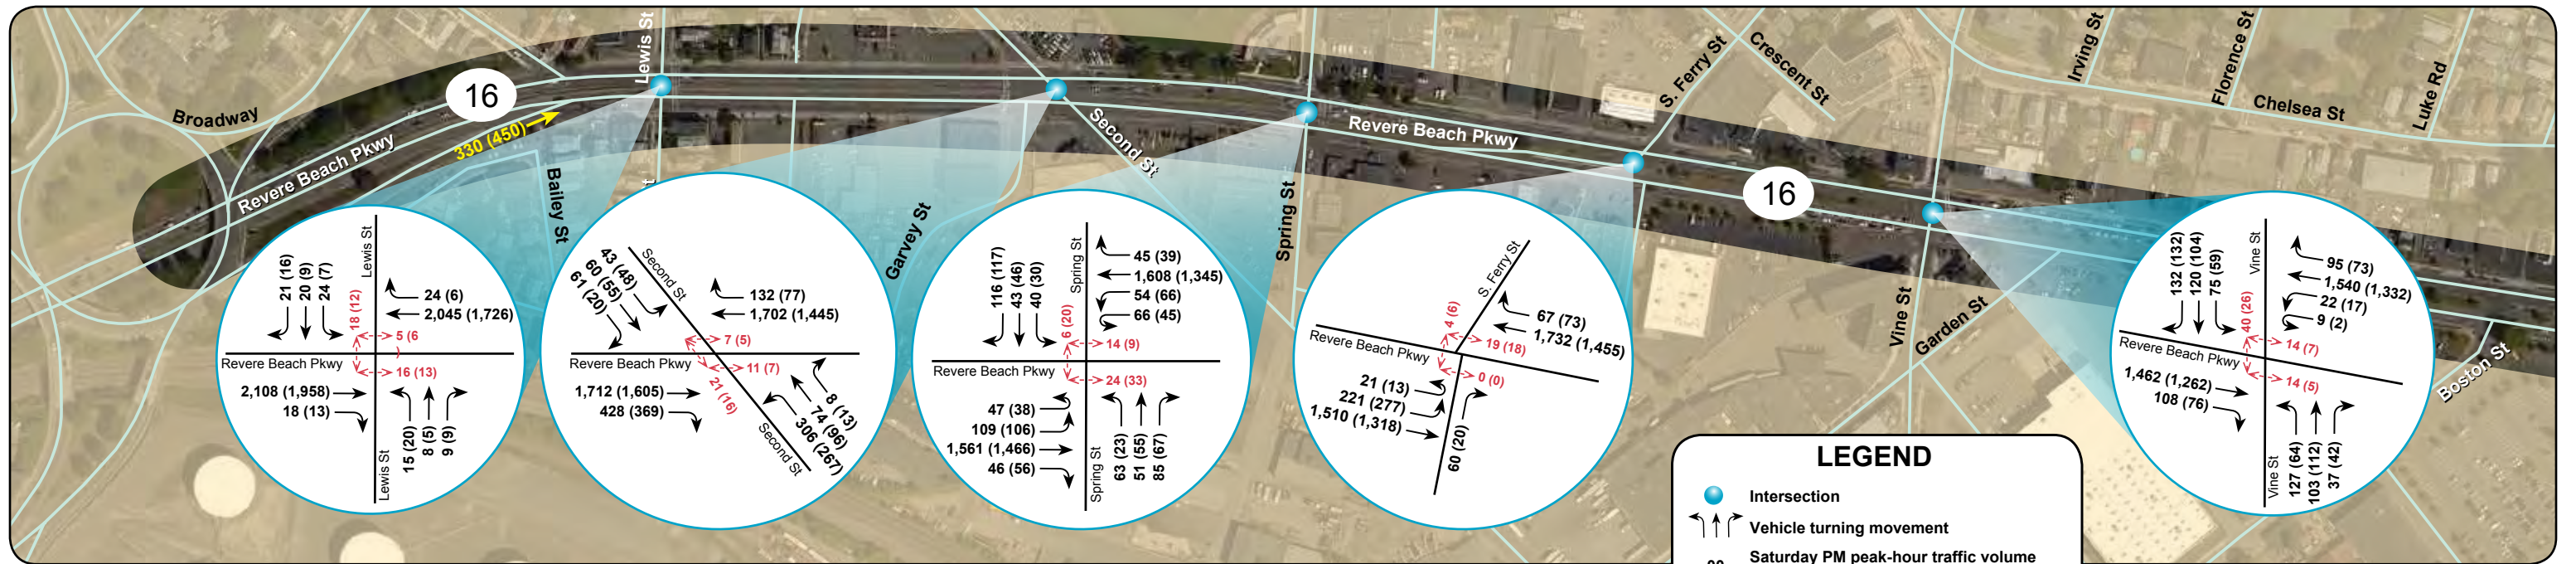 Lewis St
S. Ferry St
Crescent St
Irving St
Florence St
Luke Rd
Chelsea St
Broadway
16
Revere Beach Pkwy
330 (450)
Bailey St
Garvey St
Second St
Spring St
Revere Beach Pkwy
16
Vine St
Garden St
Boston St
Lewis St
21 (16)
20 (9)
24 (7)
18 (12)
24 (6)
2,045 (1,726)
5 (6
)
Revere Beach Pkwy
16 (13)
2,108 (1,958)
18 (13)
15 (20)
8 (5)
9 (9)
Lewis St
Second St
43 (48)
60 (55)
61 (20)
132 (77)
1,702 (1,445)
7 (5)
Revere Beach Pkwy
11 (7)
21 (16)
1,712 (1,605)
428 (369)
8 (13)
74 (96)
306 (267)
Second St
Spring St
116 (117)
43 (46)
40 (30)
6 (20)
45 (39)
1,608 (1,345)
54 (66)
66 (45)
14 (9)
Revere Beach Pkwy
24 (33)
47 (38)
109 (106)
1,561 (1,466)
46 (56)
63 (23)
51 (55)
85 (67)
Spring St
S. Ferry St
4 (6)
67 (73)
1,732 (1,455)
19 (18)
Revere Beach Pkwy
0 (0)
21 (13)
221 (277)
1,510 (1,318)
60 (20)
Vine St
132 (132)
120 (104)
75 (59)
40 (26)
95 (73)
1,540 (1,332)
22 (17)
9 (2)
14 (7)
Revere Beach Pkwy
14 (5)
1,462 (1,262)
108 (76)
127 (64)
103 (112)
37 (42)
Vine St
LEGEND
Intersection
Vehicle turning movement
Saturday PM peak-hour traffic volume